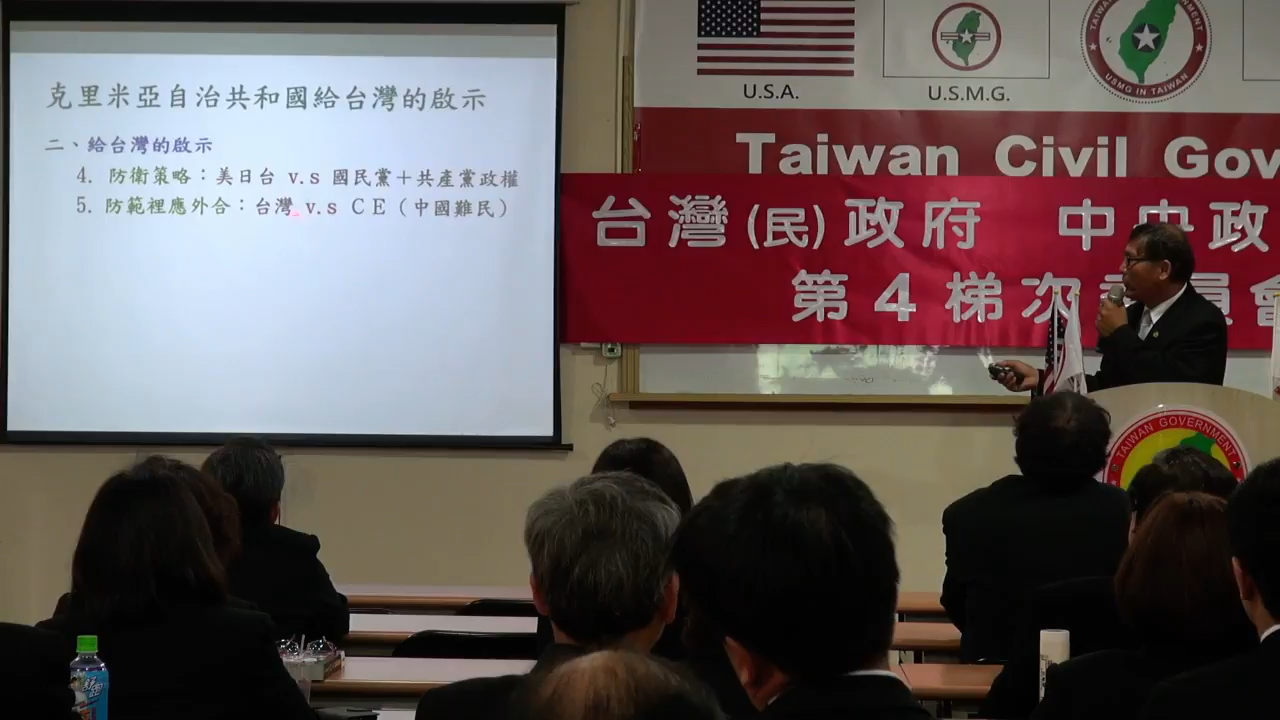 克里米亞自治共和國給台灣的啟示
二、給台灣的啟示
4. 防衛策略：美日台 v.s 國民黨＋共產黨政權
5. 防範裡應外合：台灣 v.s CE（中國難民）
U.S.A.
U.S.M.G.
USMG IN TAIWAN
Taiwan Civil Gov
台灣(民)政府 中央政
第4梯次委員會
TAIWAN GOVERNMENT